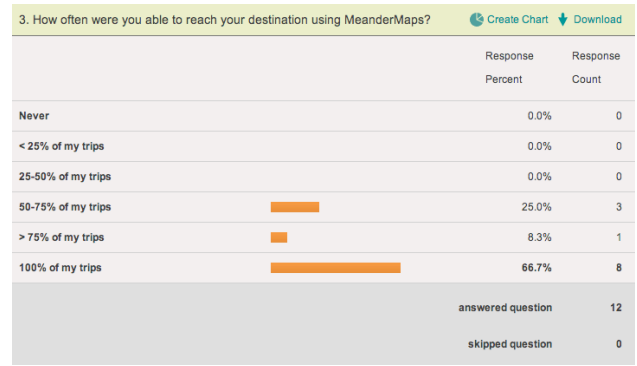 3. How often were you able to reach your destination using MeanderMaps? Create Chart Download
Response Response
Percent Count
Never 0.0% 0
< 25% of my trips 0.0% 0
25-50% of my trips 0.0% 0
50-75% of my trips 25.0% 3
> 75% of my trips 8.3% 1
100% of my trips 66.7% 8
answered question 12
skipped question 0